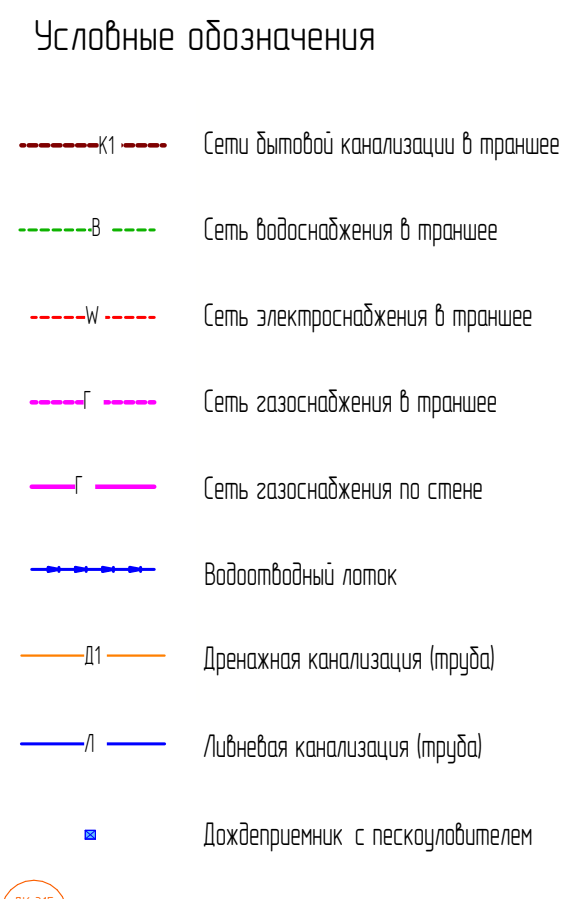 Условные обозначения
К1 Сети бытовой канализации в траншее
В Сеть водоснабжения в траншее
W Сеть электроснабжения в траншее
Г Сеть газоснабжения в траншее
Г Сеть газоснабжения по стене
Водоотводный лоток
Д1 Дренажная канализация (труба)
Л Ливневая канализация (труба)
Дождеприемник с пескоуловителем